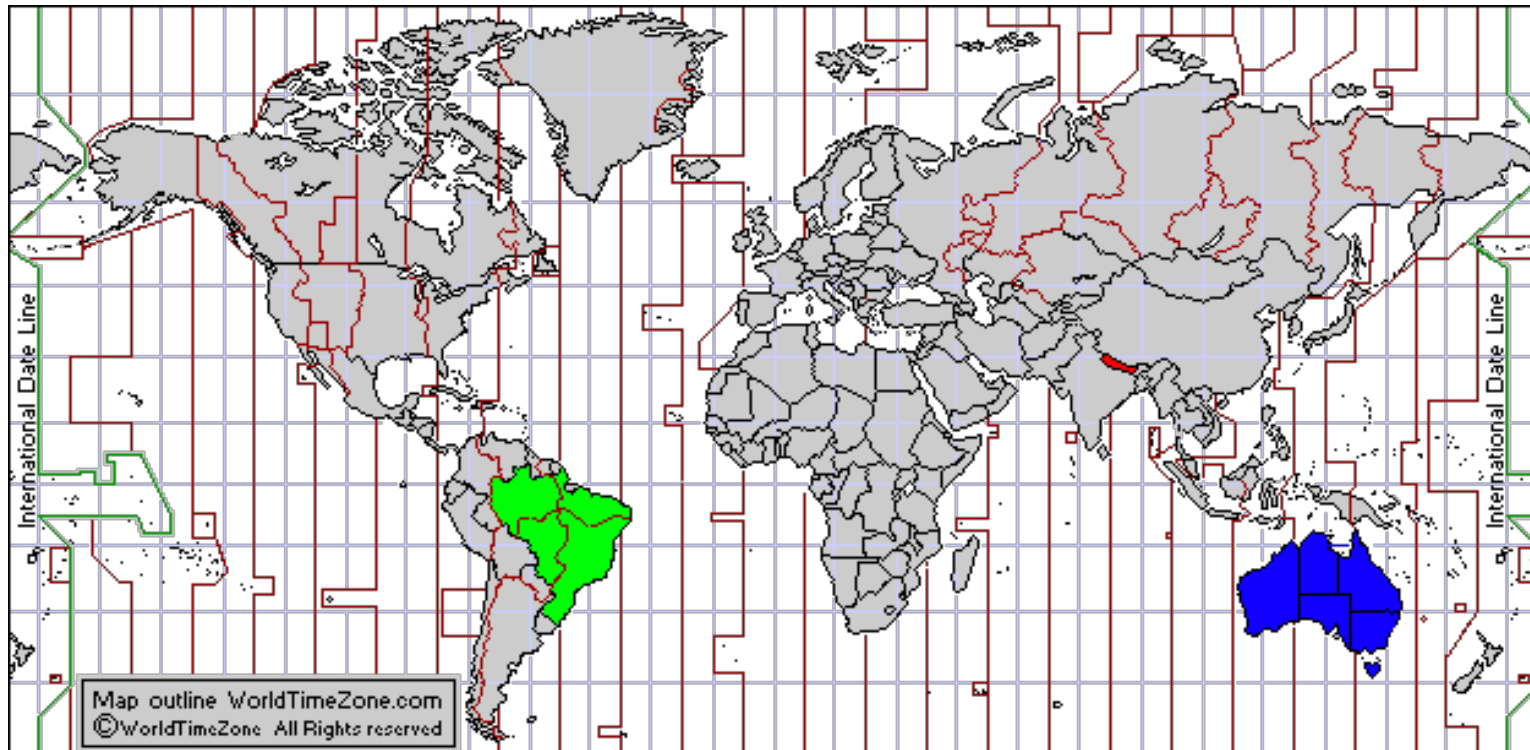 International Date Line
International Date Line
Map outline WorldTimeZone.com
©WorldTimeZone All Rights reserved